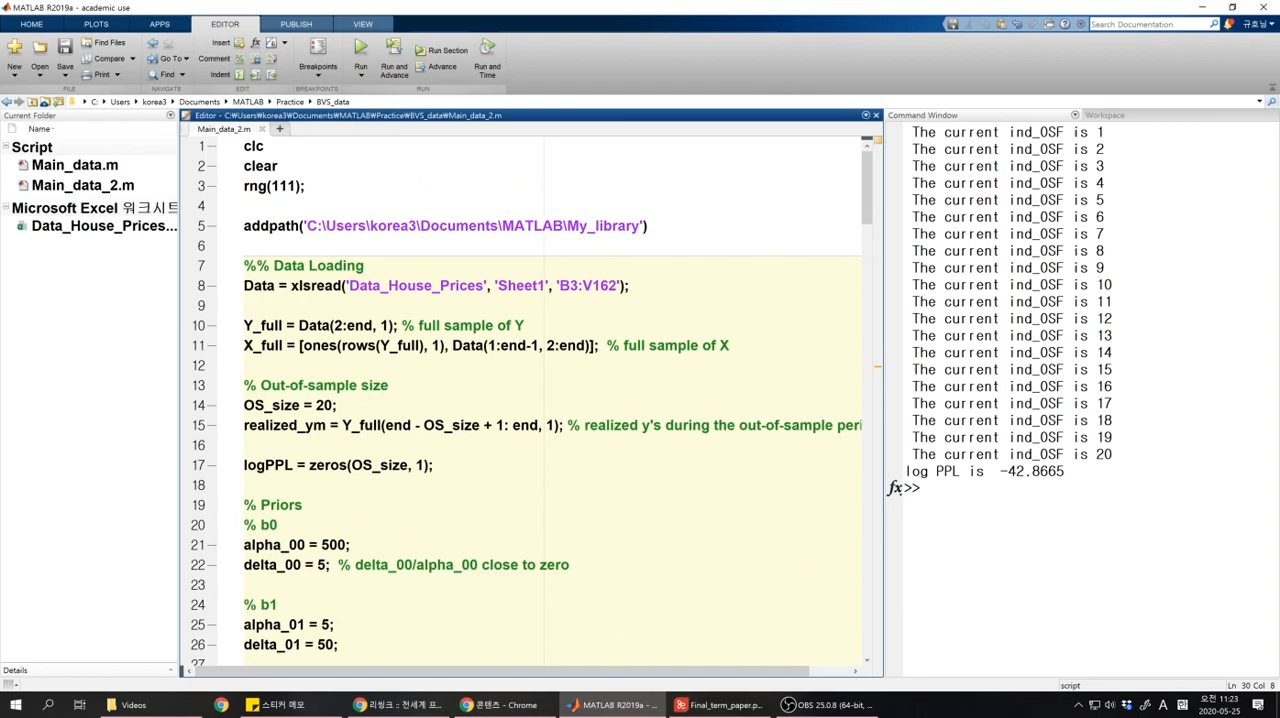 MATLAB R2019a - academic use
HOME PLOTS APPS EDITOR PUBLISH VIEW
Search Documentation 규호님
New Open Save Find Files Compare Print
Go To Find
Insert fx Comment Indent
Breakpoints Run Run and Advance Run Section Advance Run and Time
FILE NAVIGATE EDIT BREAKPOINTS RUN
C: Users korea3 Documents MATLAB Practice BVS_data
Current Folder
Name
Script
Main_data.m
Main_data_2.m
Microsoft Excel 워크시트
Data_House_Prices...
Details
Editor - C:₩Users₩korea3₩Documents₩MATLAB₩Practice₩BVS_data₩Main_data_2.m
Main_data_2.m
1 clc
2 clear
3 rng(111);
4
5 addpath('C:\Users\korea3\Documents\MATLAB\My_library')
6
7 %% Data Loading
8 Data = xlsread('Data_House_Prices', 'Sheet1', 'B3:V162');
9
10 Y_full = Data(2:end, 1); % full sample of Y
11 X_full = [ones(rows(Y_full), 1), Data(1:end-1, 2:end)]; % full sample of X
12
13 % Out-of-sample size
14 OS_size = 20;
15 realized_ym = Y_full(end - OS_size + 1: end, 1); % realized y's during the out-of-sample peri
16
17 logPPL = zeros(OS_size, 1);
18
19 % Priors
20 % b0
21 alpha_00 = 500;
22 delta_00 = 5; % delta_00/alpha_00 close to zero
23
24 % b1
25 alpha_01 = 5;
26 delta_01 = 50;
27
Command Window Workspace
The current ind_OSF is 1
The current ind_OSF is 2
The current ind_OSF is 3
The current ind_OSF is 4
The current ind_OSF is 5
The current ind_OSF is 6
The current ind_OSF is 7
The current ind_OSF is 8
The current ind_OSF is 9
The current ind_OSF is 10
The current ind_OSF is 11
The current ind_OSF is 12
The current ind_OSF is 13
The current ind_OSF is 14
The current ind_OSF is 15
The current ind_OSF is 16
The current ind_OSF is 17
The current ind_OSF is 18
The current ind_OSF is 19
The current ind_OSF is 20
log PPL is -42.8665
fx >>
script Ln 30 Col 8
Videos 스티커 메모 리링크 :: 전세계 프... 콘텐츠 - Chrome MATLAB R2019a - ... Final_term_paper.p... OBS 25.0.8 (64-bit, ...
A 오전 11:23
2020-05-25